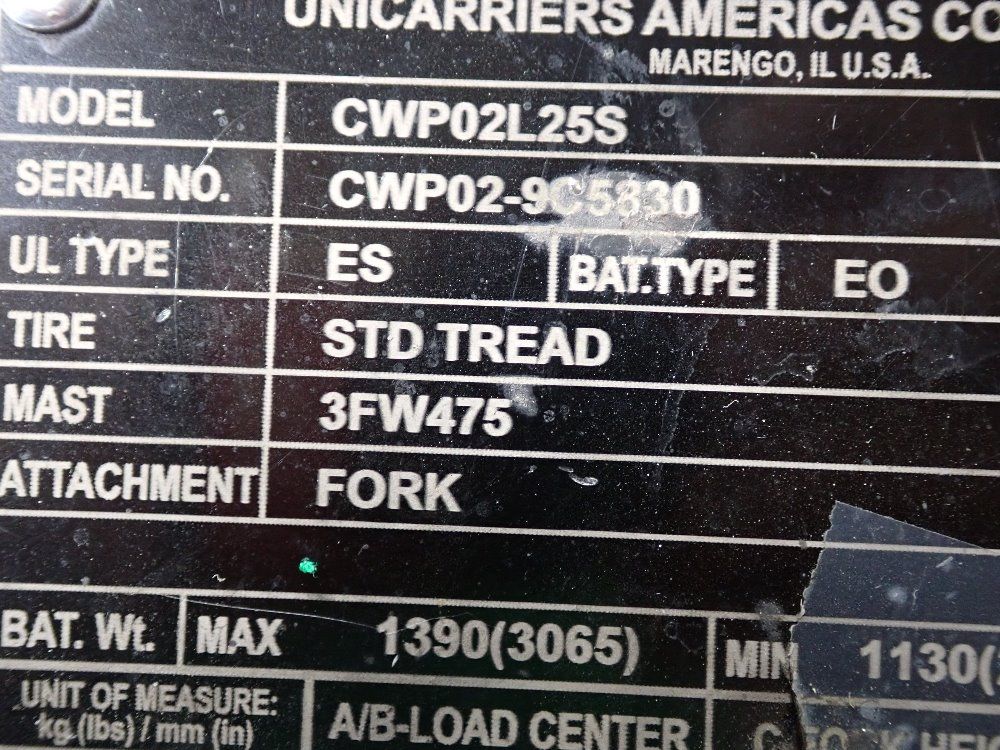 UNICARRIERS AMERICAS CO
MARENGO, IL U.S.A.
MODEL CWP02L25S
SERIAL NO. CWP02-9C5330
UL TYPE ES BAT.TYPE EO
TIRE STD TREAD
MAST 3FW475
ATTACHMENT FORK
BAT. Wt. MAX 1390(3065) MIN 1130(
UNIT OF MEASURE:
kg.(lbs) / mm (in) A/B-LOAD CENTER